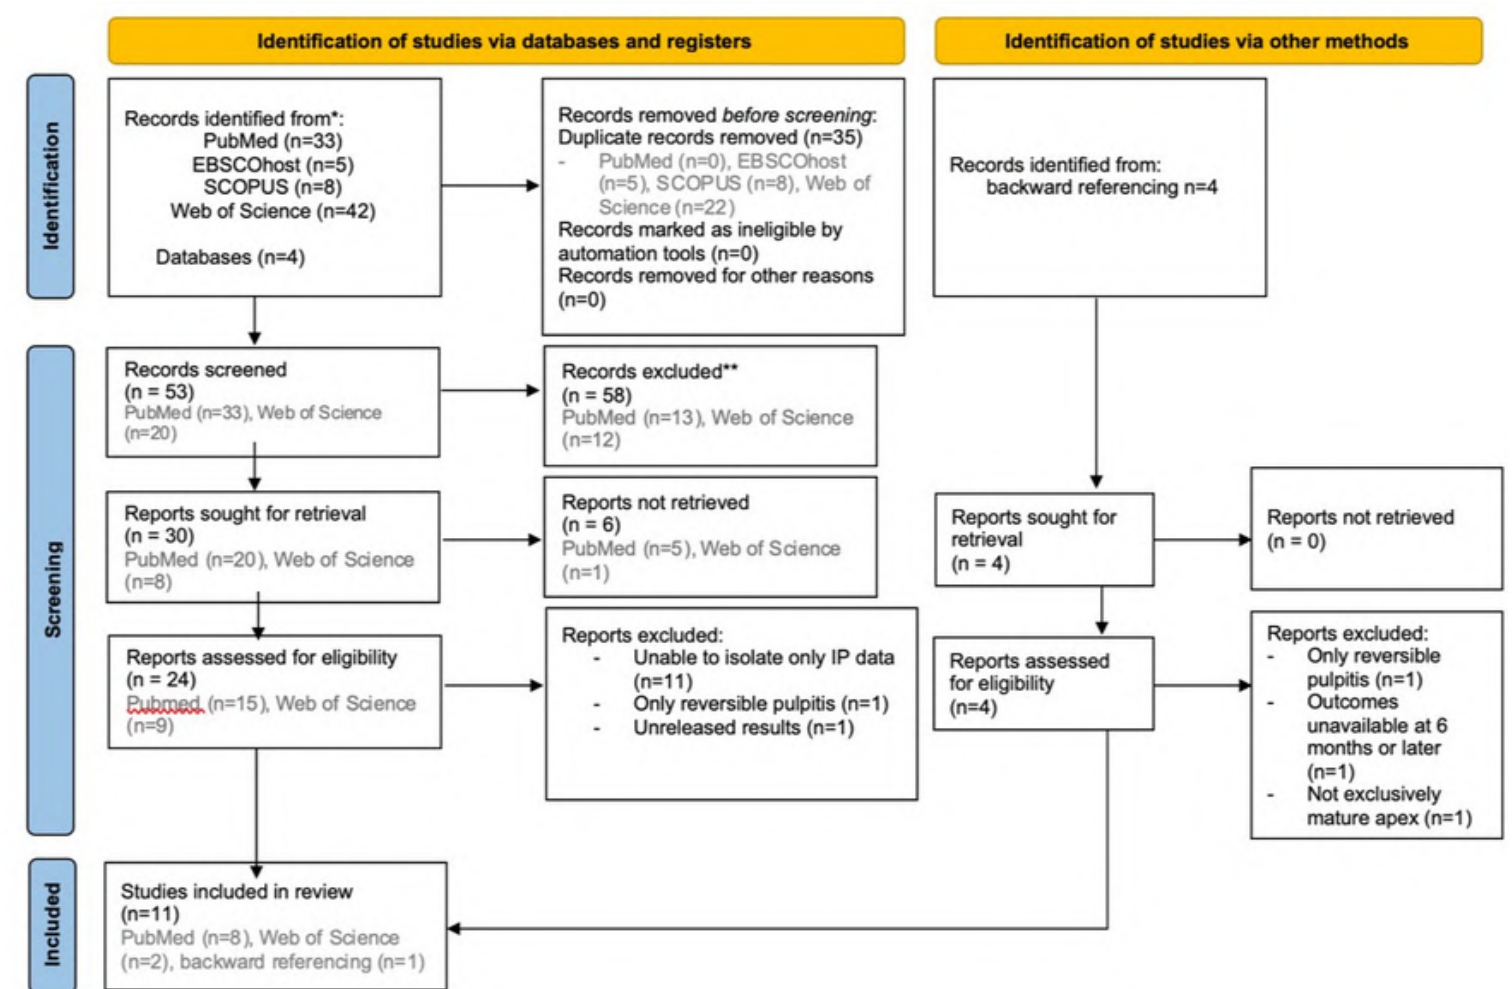 Identification of studies via databases and registers
Identification of studies via other methods
Identification
Records identified from*:
PubMed (n=33)
EBSCOhost (n=5)
SCOPUS (n=8)
Web of Science (n=42)
Databases (n=4)
Records removed before screening:
Duplicate records removed (n=35)
- PubMed (n=0), EBSCOhost
(n=5), SCOPUS (n=8), Web of
Science (n=22)
Records marked as ineligible by
automation tools (n=0)
Records removed for other reasons
(n=0)
Records identified from:
backward referencing n=4
Screening
Records screened
(n = 53)
PubMed (n=33), Web of Science
(n=20)
Records excluded**
(n = 58)
PubMed (n=13), Web of Science
(n=12)
Reports sought for retrieval
(n = 30)
PubMed (n=20), Web of Science
(n=8)
Reports not retrieved
(n = 6)
PubMed (n=5), Web of Science
(n=1)
Reports sought for
retrieval
(n = 4)
Reports not retrieved
(n = 0)
Reports assessed for eligibility
(n = 24)
Pubmed (n=15), Web of Science
(n=9)
Reports excluded:
- Unable to isolate only IP data
(n=11)
- Only reversible pulpitis (n=1)
- Unreleased results (n=1)
Reports assessed
for eligibility
(n=4)
Reports excluded:
- Only reversible
pulpitis (n=1)
- Outcomes
unavailable at 6
months or later
(n=1)
- Not exclusively
mature apex (n=1)
Included
Studies included in review
(n=11)
PubMed (n=8), Web of Science
(n=2), backward referencing (n=1)